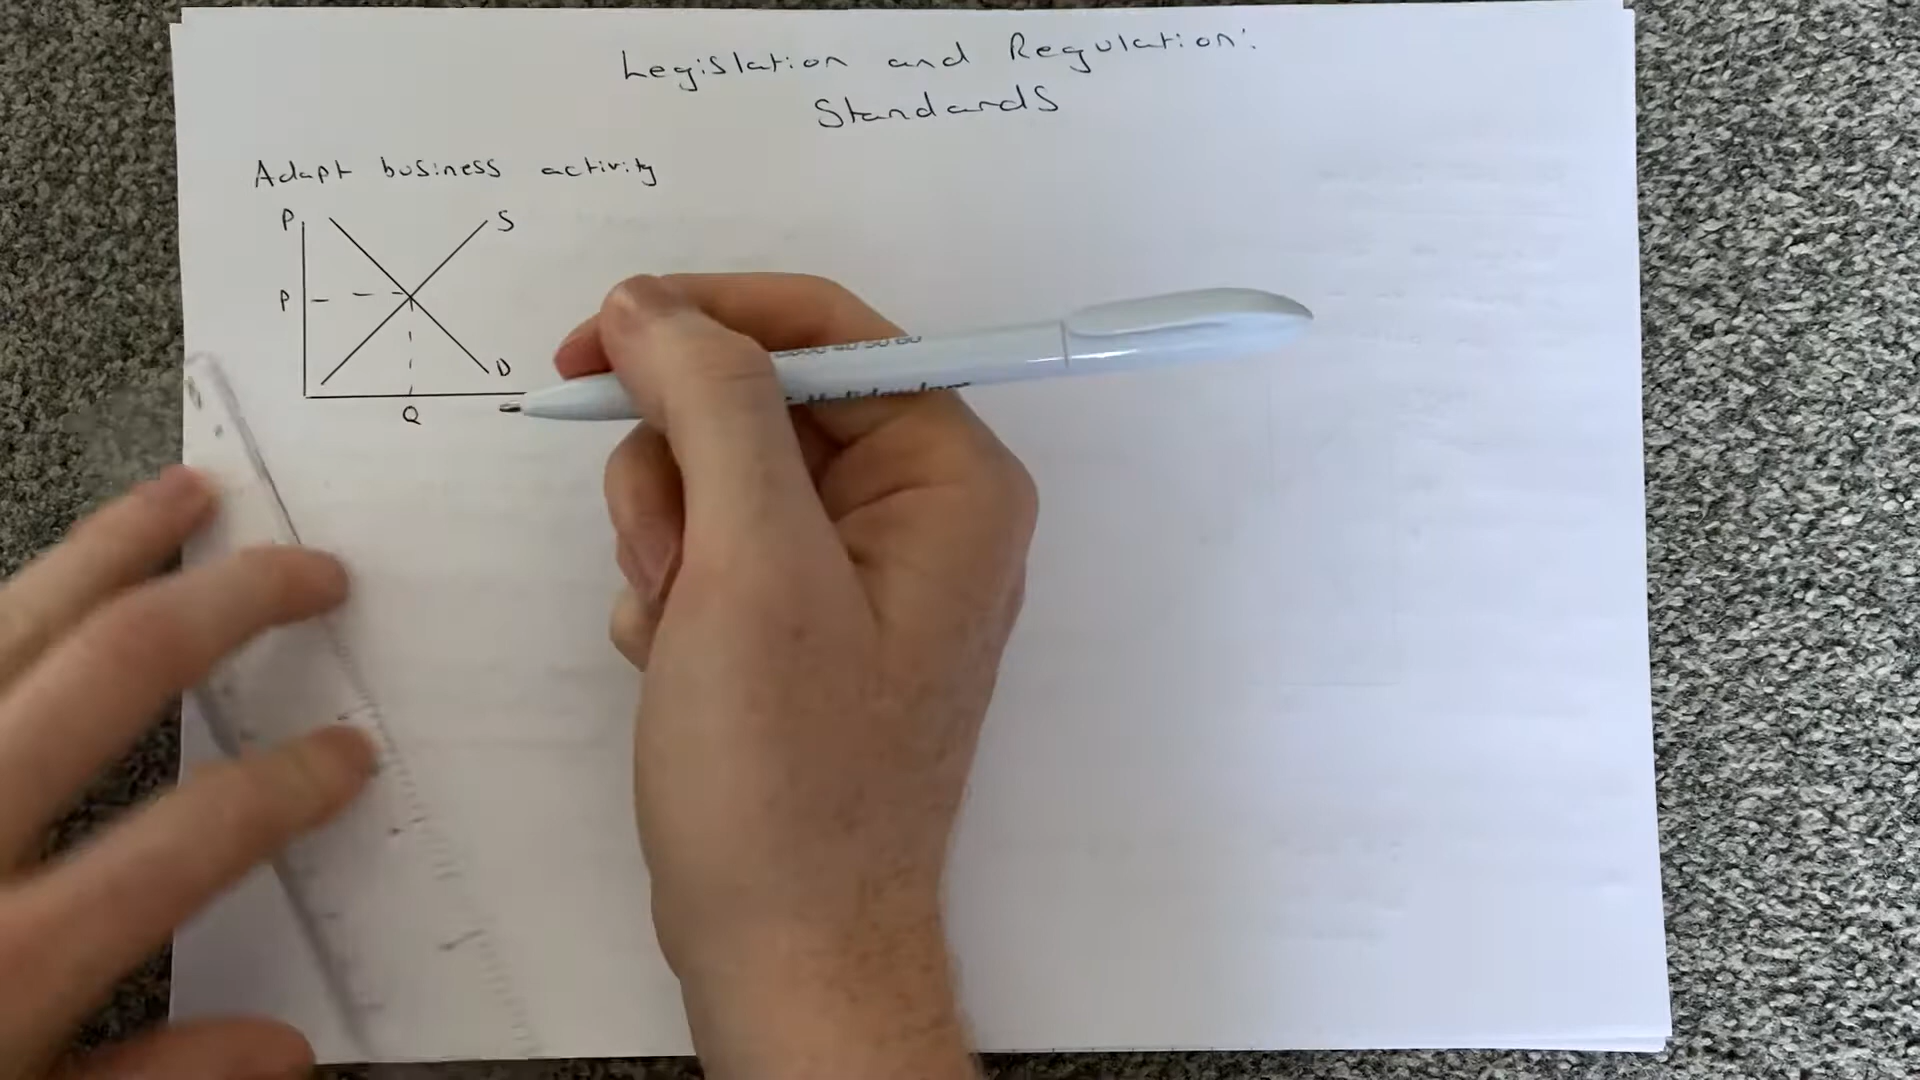 Legislation and Regulation:
Standards
Adapt business activity
P
S
P
D
Q